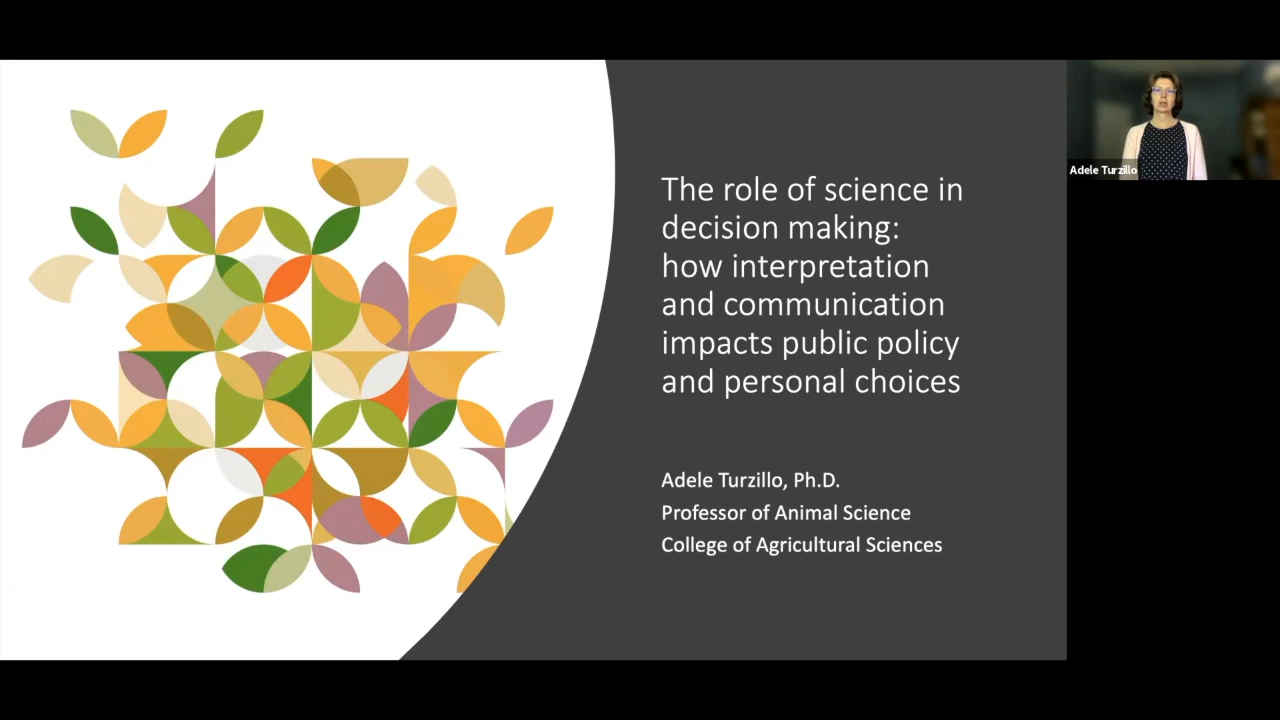 The role of science in
decision making:
how interpretation
and communication
impacts public policy
and personal choices
Adele Turzillo, Ph.D.
Professor of Animal Science
College of Agricultural Sciences
Adele Turzillo